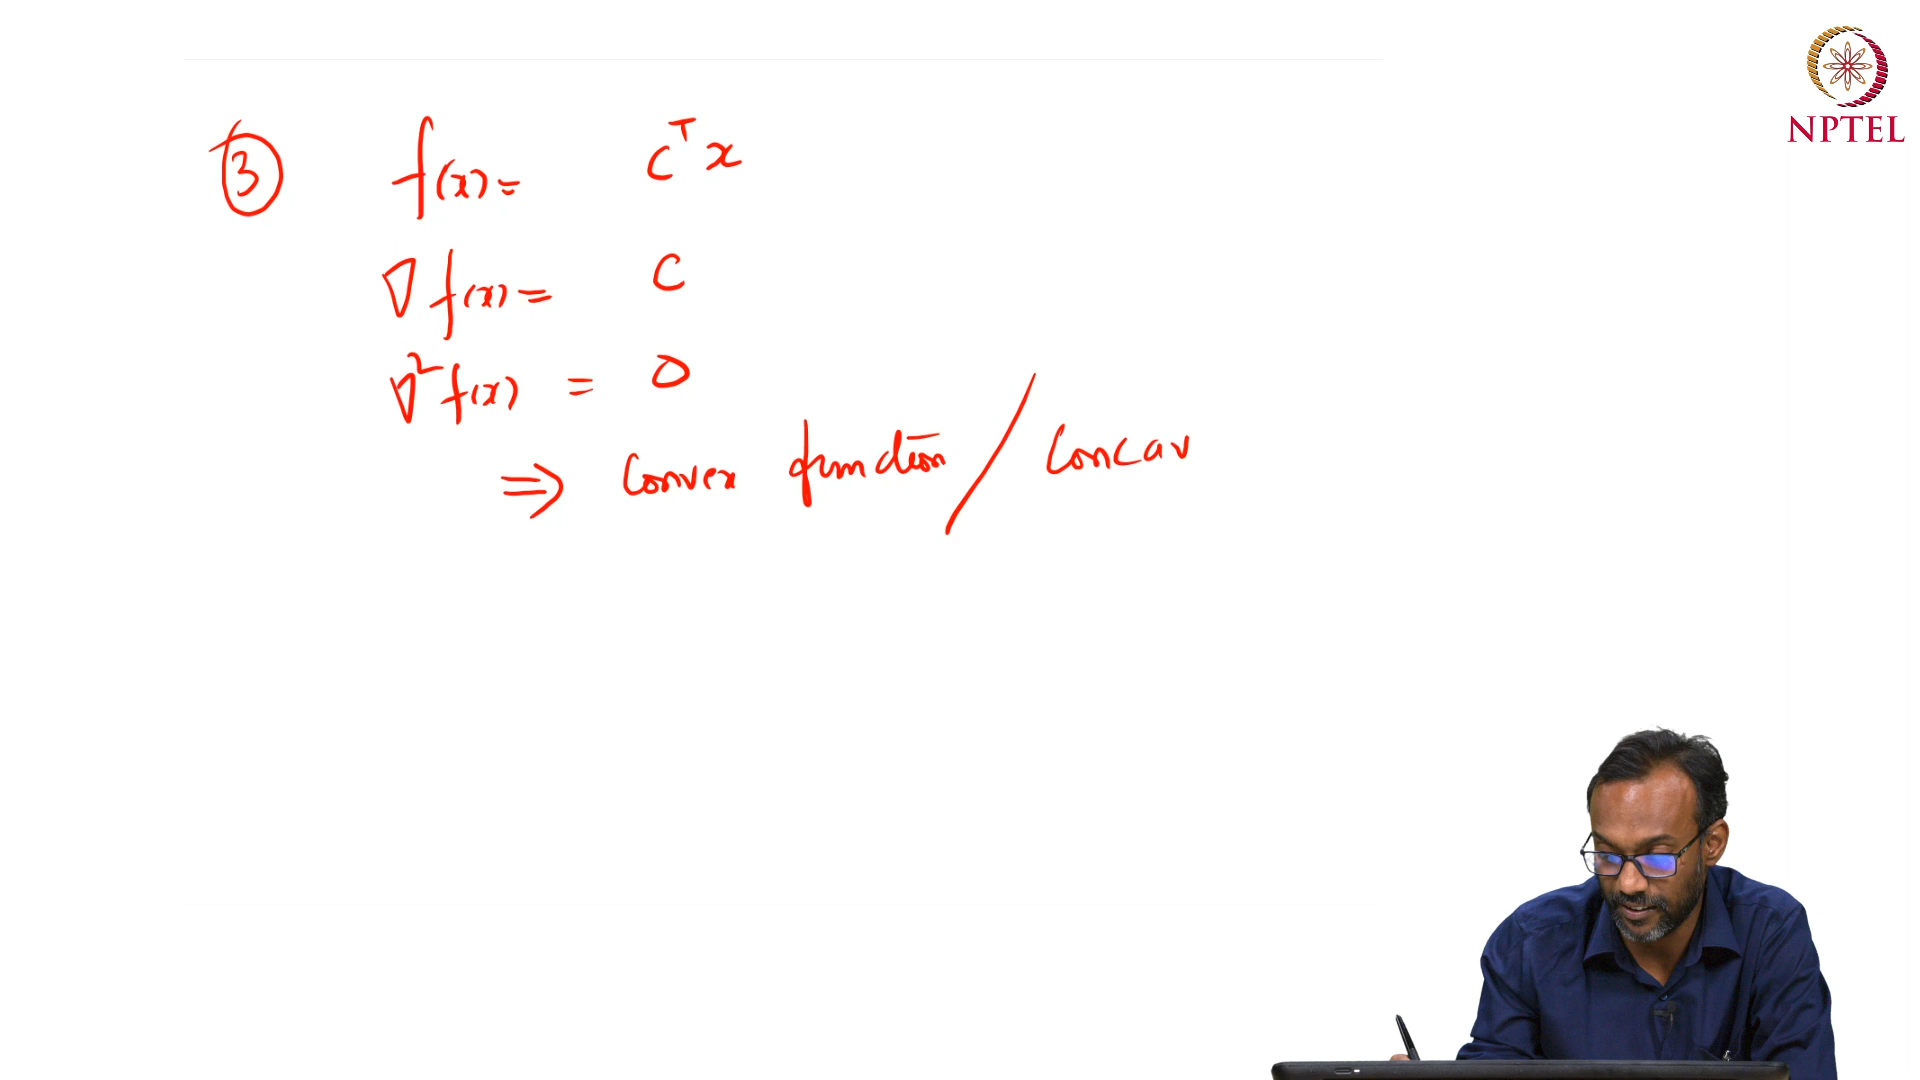 ③ f(x) = cᵀx
∇f(x) = c
∇²f(x) = 0
⇒ Convex function / Concav
NPTEL